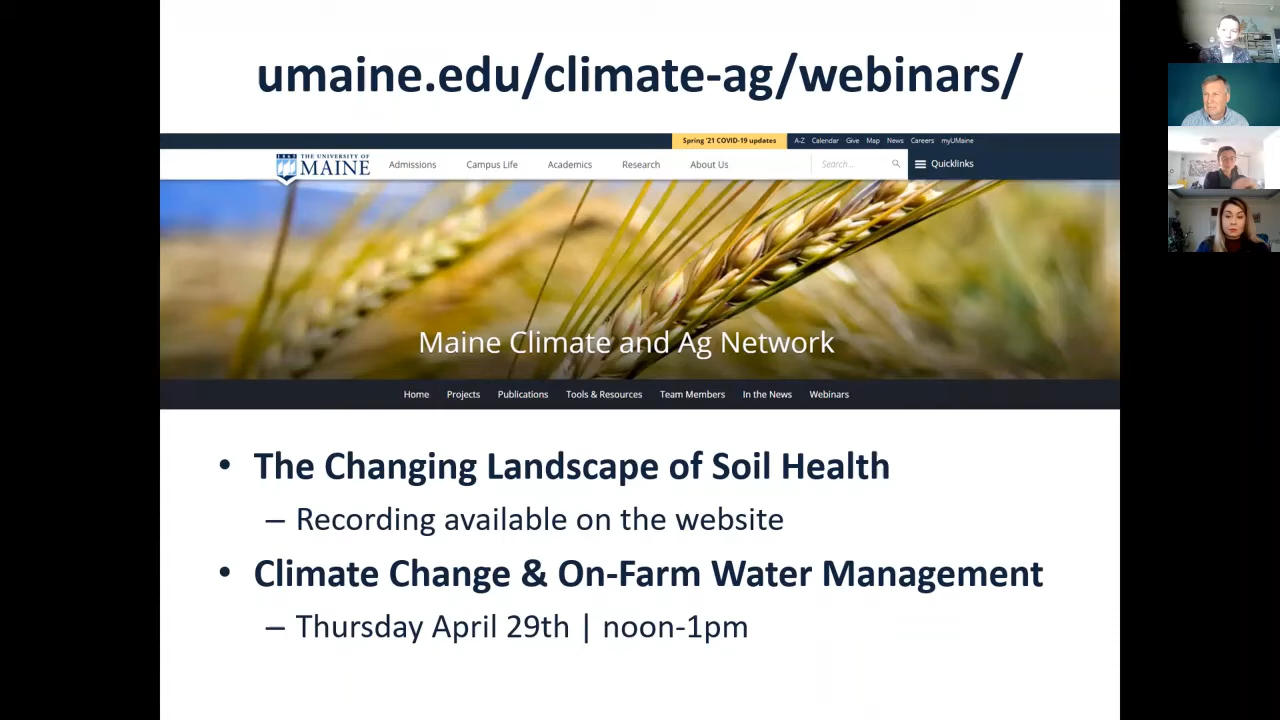 umaine.edu/climate-ag/webinars/
Spring '21 COVID-19 updates A-Z Calendar Give Map News Careers myUMaine
1865 THE UNIVERSITY OF
MAINE Admissions Campus Life Academics Research About Us Search... Quicklinks
Maine Climate and Ag Network
Home Projects Publications Tools & Resources Team Members In the News Webinars
• The Changing Landscape of Soil Health
– Recording available on the website
• Climate Change & On-Farm Water Management
– Thursday April 29th | noon-1pm